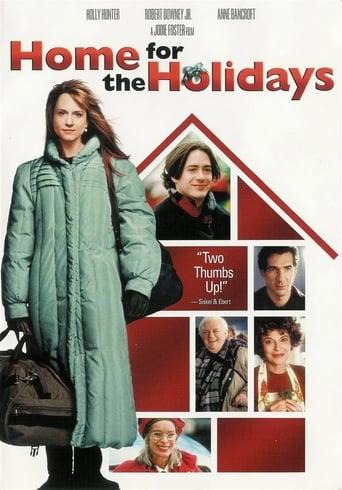 HOLLY HUNTER ROBERT DOWNEY JR. ANNE BANCROFT
A JODIE FOSTER FILM
Home for
the Holidays
"TWO
THUMBS
UP!"
— Siskel & Ebert